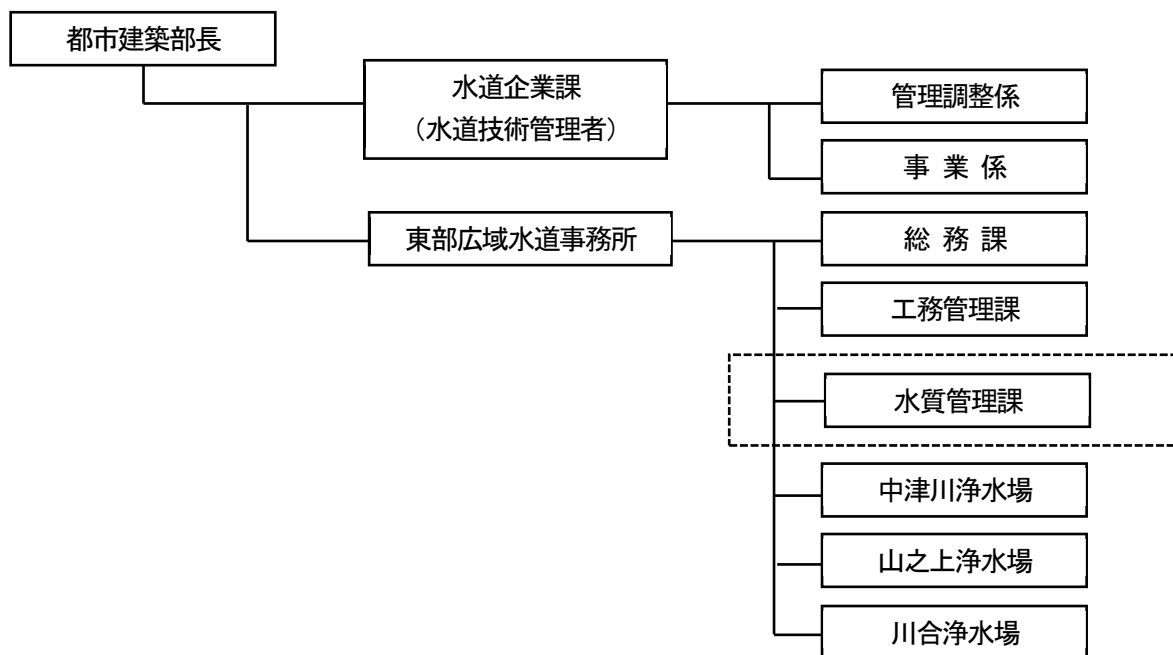 都市建築部長
水道企業課
（水道技術管理者）
管理調整係
事 業 係
東部広域水道事務所
総 務 課
工務管理課
水質管理課
中津川浄水場
山之上浄水場
川合浄水場